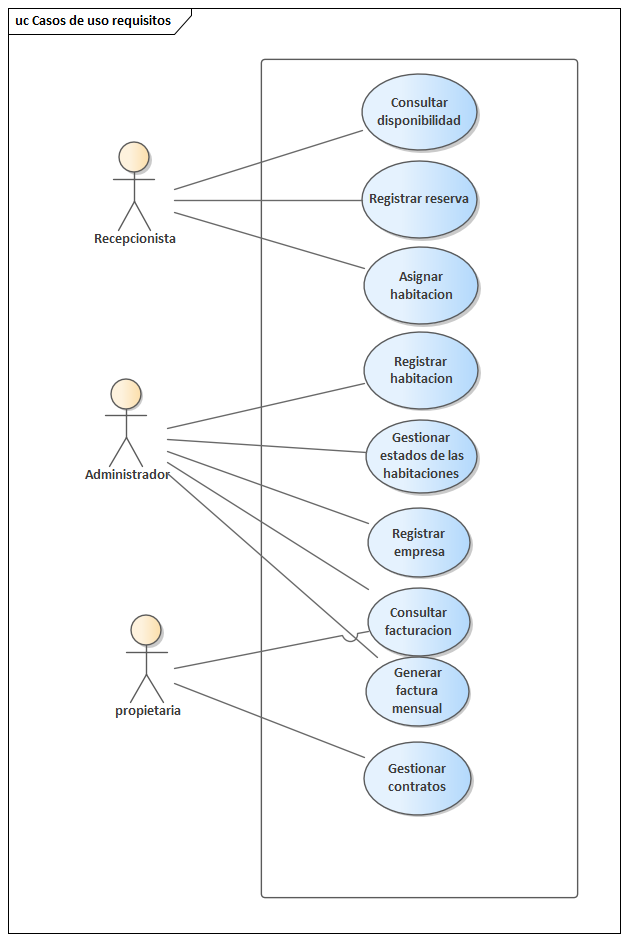 uc Casos de uso requisitos
Consultar
disponibilidad
Registrar reserva
Recepcionista
Asignar
habitacion
Registrar
habitacion
Gestionar
estados de las
habitaciones
Administrador
Registrar
empresa
Consultar
facturacion
Generar
factura
mensual
propietaria
Gestionar
contratos